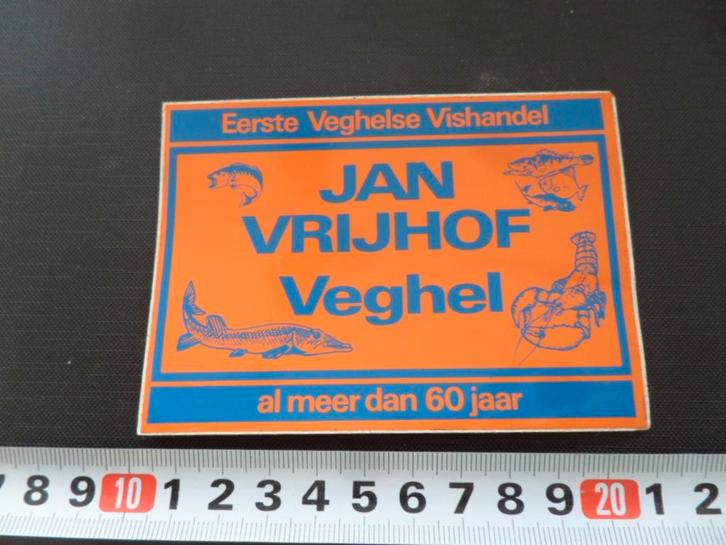 Eerste Veghelse Vishandel
JAN
VRIJHOF
Veghel
al meer dan 60 jaar
7 8 9 10 1 2 3 4 5 6 7 8 9 20 1 2